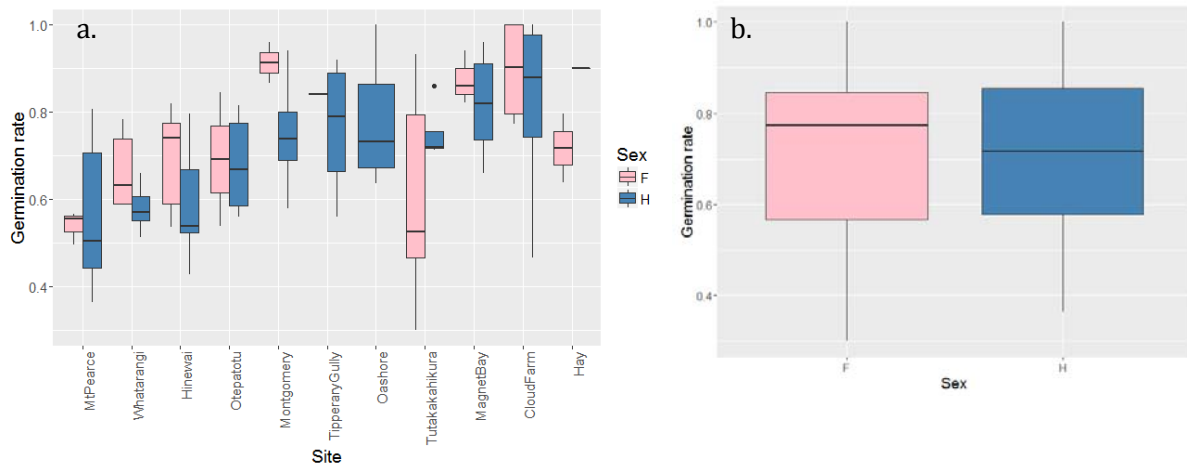 a.
Germination rate
1.0
0.8
0.6
0.4
MtPearce
Whatarangi
Hinewai
Otepatotu
Montgomery
TipperaryGully
Oashore
Tutakakahikura
MagnetBay
CloudFarm
Hay
Site
Sex
F
H
b.
Germination rate
1.0
0.8
0.6
0.4
F
H
Sex